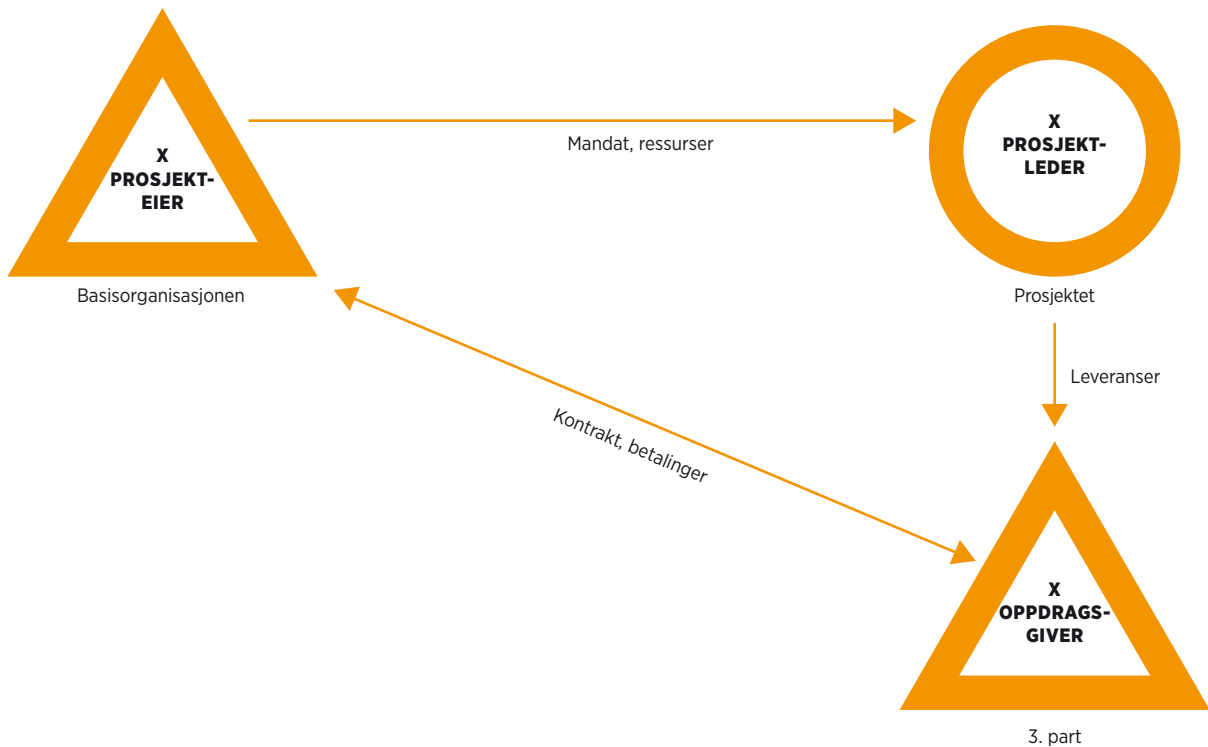 X
PROSJEKT-
EIER
Basisorganisasjonen
Mandat, ressurser
X
PROSJEKT-
LEDER
Prosjektet
Leveranser
Kontrakt, betalinger
X
OPPDRAGS-
GIVER
3. part